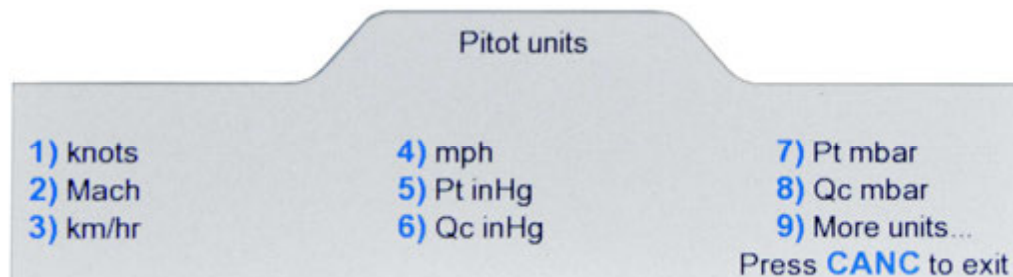 Pitot units
1) knots
2) Mach
3) km/hr
4) mph
5) Pt inHg
6) Qc inHg
7) Pt mbar
8) Qc mbar
9) More units...
Press CANC to exit